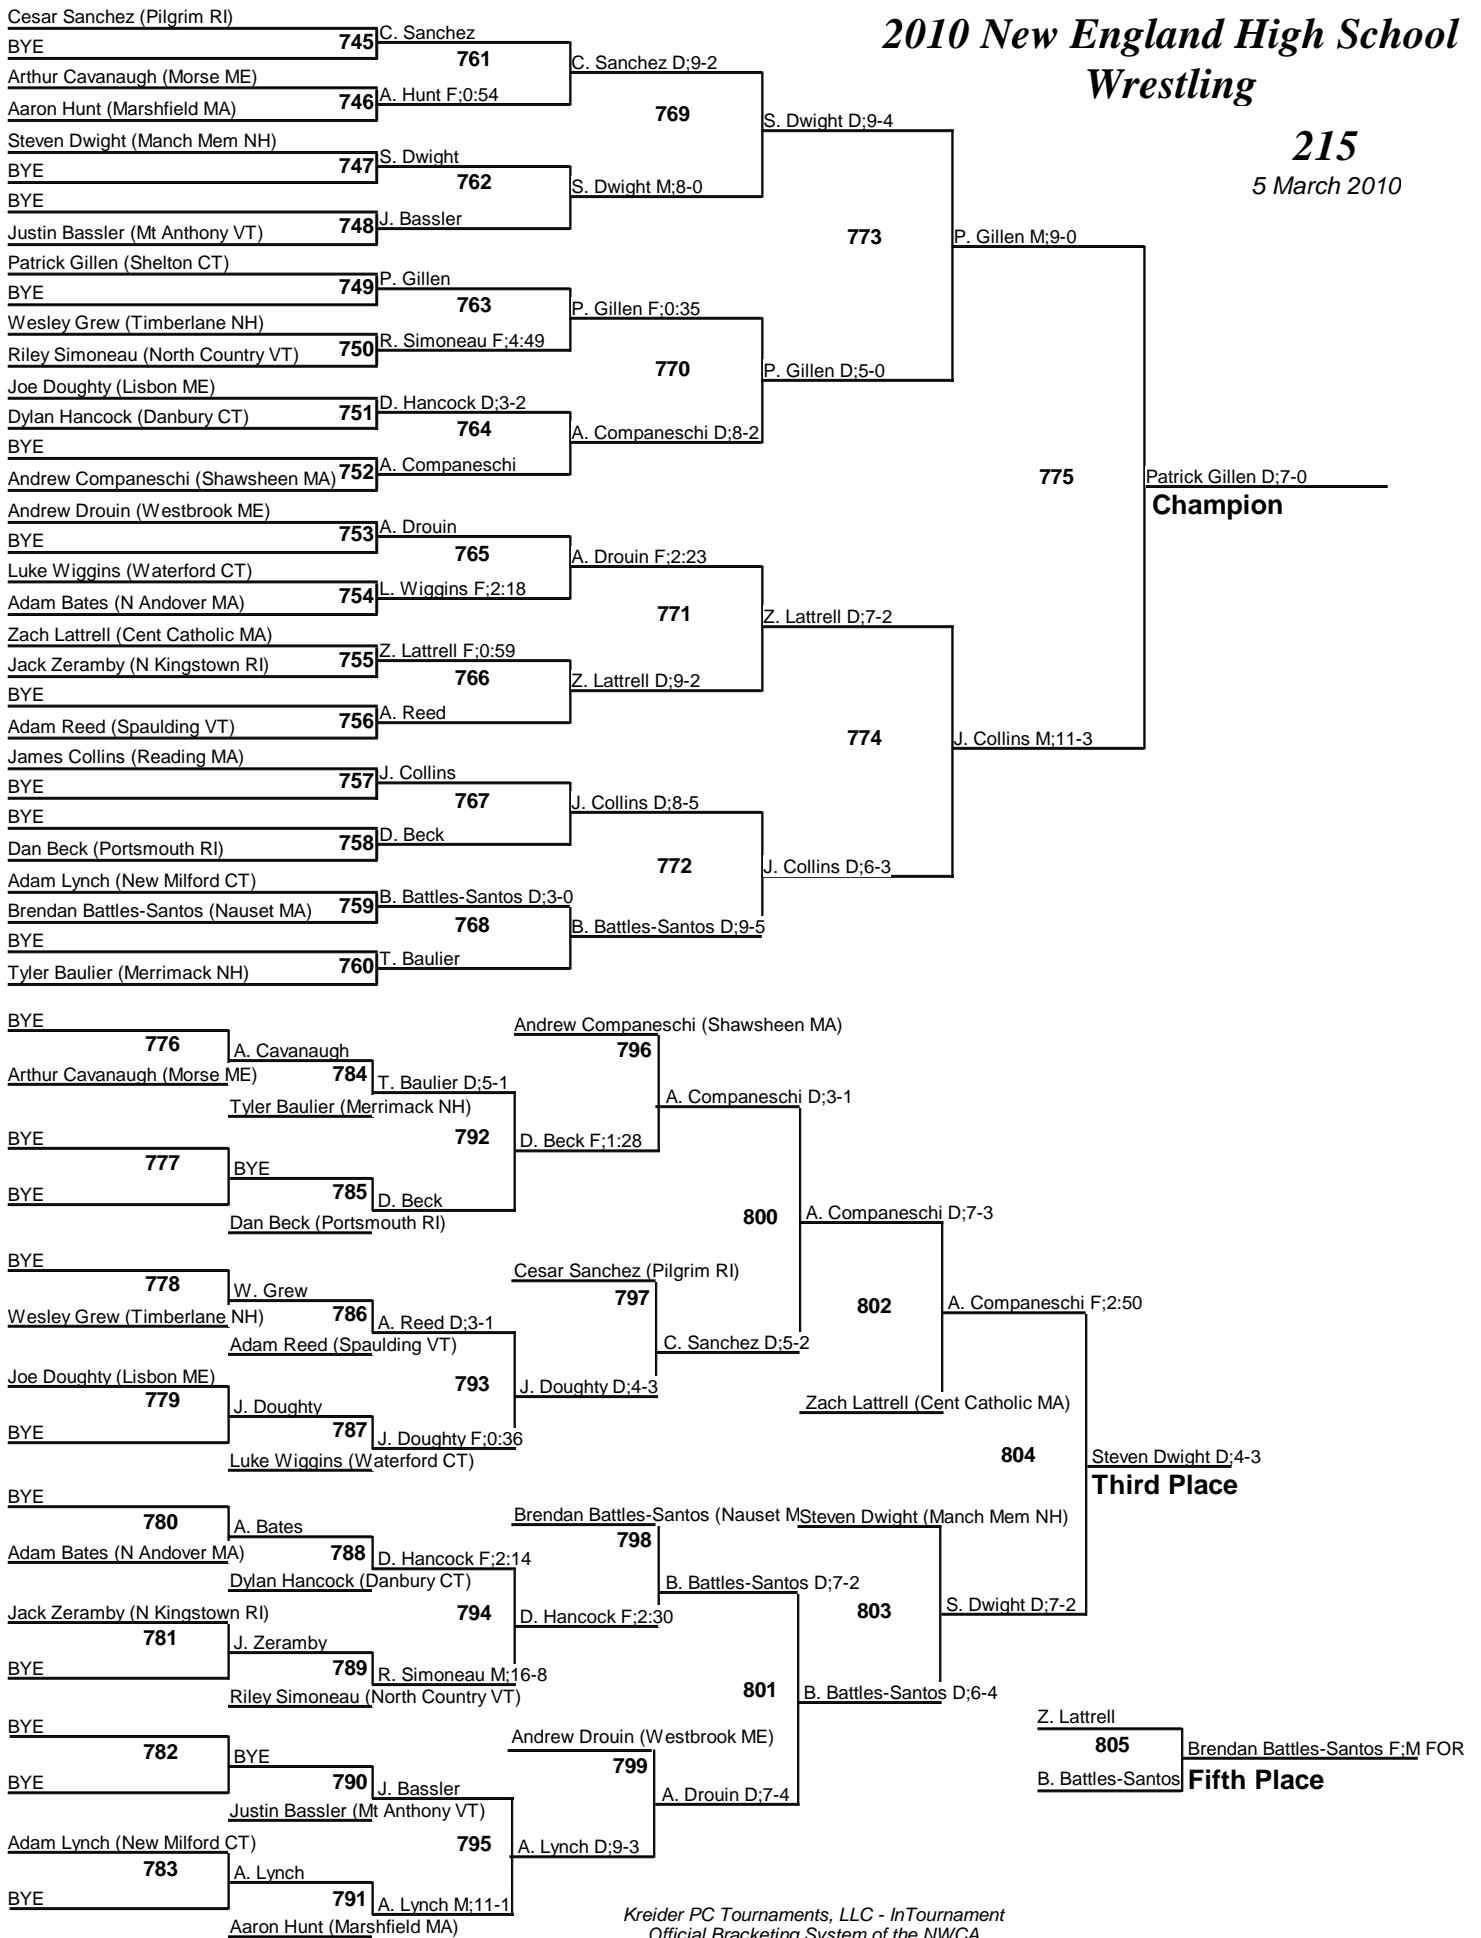 2010 New England High School
Wrestling
215
5 March 2010
Cesar Sanchez (Pilgrim RI)
BYE
745
C. Sanchez
761
Arthur Cavanaugh (Morse ME)
Aaron Hunt (Marshfield MA)
746
A. Hunt F;0:54
C. Sanchez D;9-2
769
Steven Dwight (Manch Mem NH)
BYE
747
S. Dwight
762
BYE
Justin Bassler (Mt Anthony VT)
748
J. Bassler
S. Dwight M;8-0
S. Dwight D;9-4
773
Patrick Gillen (Shelton CT)
BYE
749
P. Gillen
763
Wesley Grew (Timberlane NH)
Riley Simoneau (North Country VT)
750
R. Simoneau F;4:49
P. Gillen F;0:35
770
Joe Doughty (Lisbon ME)
Dylan Hancock (Danbury CT)
751
D. Hancock D;3-2
764
BYE
Andrew Companeschi (Shawsheen MA)
752
A. Companeschi
A. Companeschi D;8-2
P. Gillen D;5-0
P. Gillen M;9-0
775
Patrick Gillen D;7-0
Champion
Andrew Drouin (Westbrook ME)
BYE
753
A. Drouin
765
Luke Wiggins (Waterford CT)
Adam Bates (N Andover MA)
754
L. Wiggins F;2:18
A. Drouin F;2:23
771
Zach Lattrell (Cent Catholic MA)
Jack Zeramby (N Kingstown RI)
755
Z. Lattrell F;0:59
766
BYE
Adam Reed (Spaulding VT)
756
A. Reed
Z. Lattrell D;9-2
Z. Lattrell D;7-2
774
James Collins (Reading MA)
BYE
757
J. Collins
767
BYE
Dan Beck (Portsmouth RI)
758
D. Beck
J. Collins D;8-5
772
Adam Lynch (New Milford CT)
Brendan Battles-Santos (Nauset MA)
759
B. Battles-Santos D;3-0
768
BYE
Tyler Baulier (Merrimack NH)
760
T. Baulier
B. Battles-Santos D;9-5
J. Collins D;6-3
J. Collins M;11-3
BYE
776
Arthur Cavanaugh (Morse ME)
A. Cavanaugh
784
Tyler Baulier (Merrimack NH)
T. Baulier D;5-1
792
BYE
777
BYE
BYE
785
Dan Beck (Portsmouth RI)
D. Beck
D. Beck F;1:28
Andrew Companeschi (Shawsheen MA)
796
A. Companeschi D;3-1
800
BYE
778
Wesley Grew (Timberlane NH)
W. Grew
786
Adam Reed (Spaulding VT)
A. Reed D;3-1
793
Joe Doughty (Lisbon ME)
779
BYE
J. Doughty
787
Luke Wiggins (Waterford CT)
J. Doughty F;0:36
J. Doughty D;4-3
Cesar Sanchez (Pilgrim RI)
797
C. Sanchez D;5-2
A. Companeschi D;7-3
802
Zach Lattrell (Cent Catholic MA)
A. Companeschi F;2:50
804
Steven Dwight D;4-3
Third Place
BYE
780
Adam Bates (N Andover MA)
A. Bates
788
Dylan Hancock (Danbury CT)
D. Hancock F;2:14
794
Jack Zeramby (N Kingstown RI)
781
BYE
J. Zeramby
789
Riley Simoneau (North Country VT)
R. Simoneau M;16-8
D. Hancock F;2:30
Brendan Battles-Santos (Nauset M
798
B. Battles-Santos D;7-2
801
Steven Dwight (Manch Mem NH)
803
S. Dwight D;7-2
B. Battles-Santos D;6-4
BYE
782
BYE
BYE
790
Justin Bassler (Mt Anthony VT)
J. Bassler
795
Adam Lynch (New Milford CT)
783
BYE
A. Lynch
791
Aaron Hunt (Marshfield MA)
A. Lynch M;11-1
A. Lynch D;9-3
Andrew Drouin (Westbrook ME)
799
A. Drouin D;7-4
Z. Lattrell
805
B. Battles-Santos
Brendan Battles-Santos F;M FOR
Fifth Place
Kreider PC Tournaments, LLC - InTournament
Official Bracketing System of the NWCA